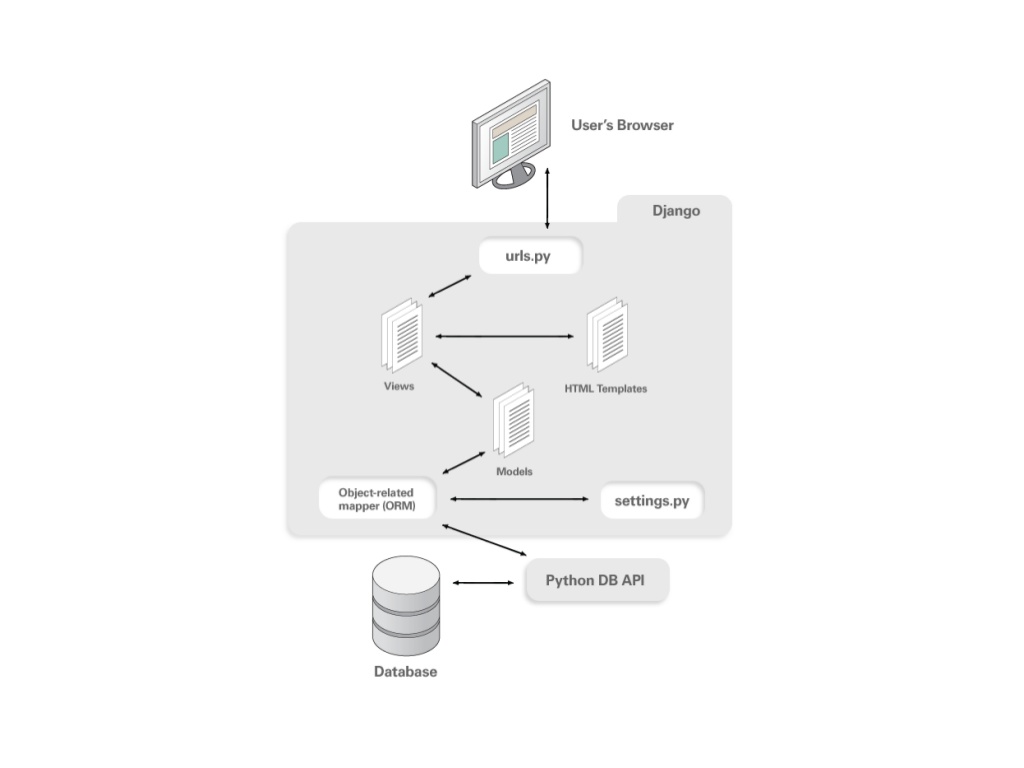 User's Browser
Django
urls.py
Views
HTML Templates
Models
Object-related
mapper (ORM)
settings.py
Python DB API
Database